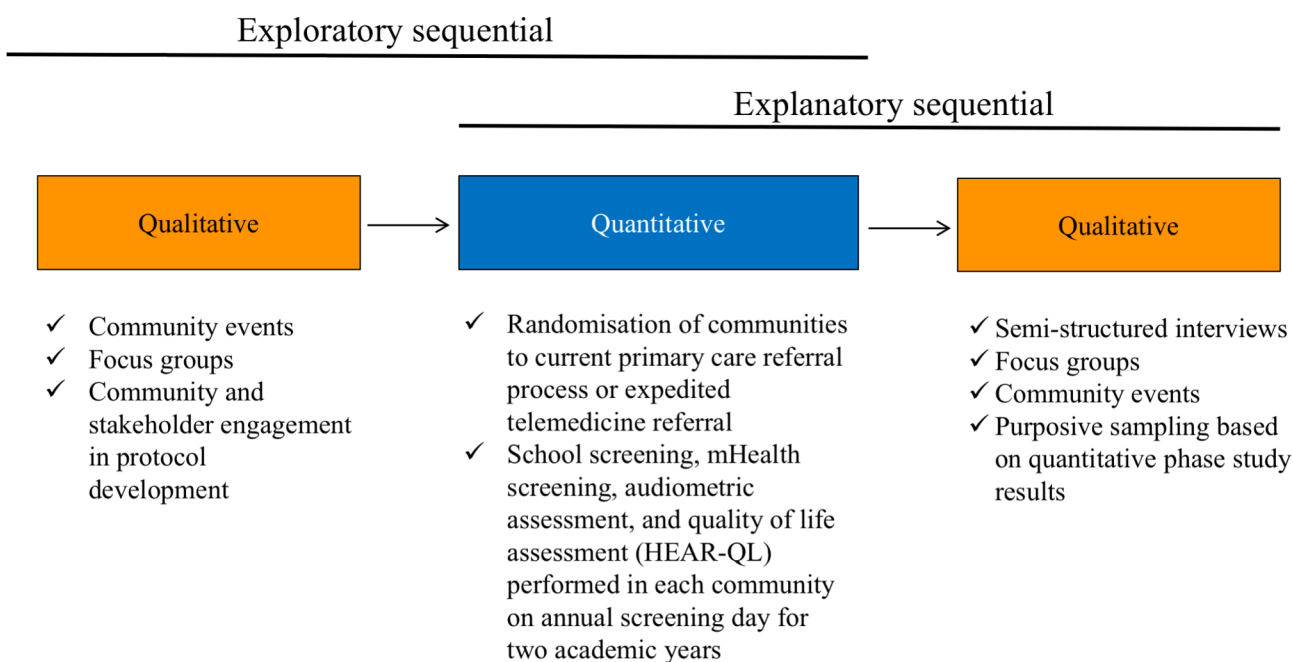 Exploratory sequential
Explanatory sequential
Qualitative
Quantitative
Qualitative
✓ Community events
✓ Focus groups
✓ Community and
stakeholder engagement
in protocol
development
✓ Randomisation of communities
to current primary care referral
process or expedited
telemedicine referral
✓ School screening, mHealth
screening, audiometric
assessment, and quality of life
assessment (HEAR-QL)
performed in each community
on annual screening day for
two academic years
✓ Semi-structured interviews
✓ Focus groups
✓ Community events
✓ Purposive sampling based
on quantitative phase study
results